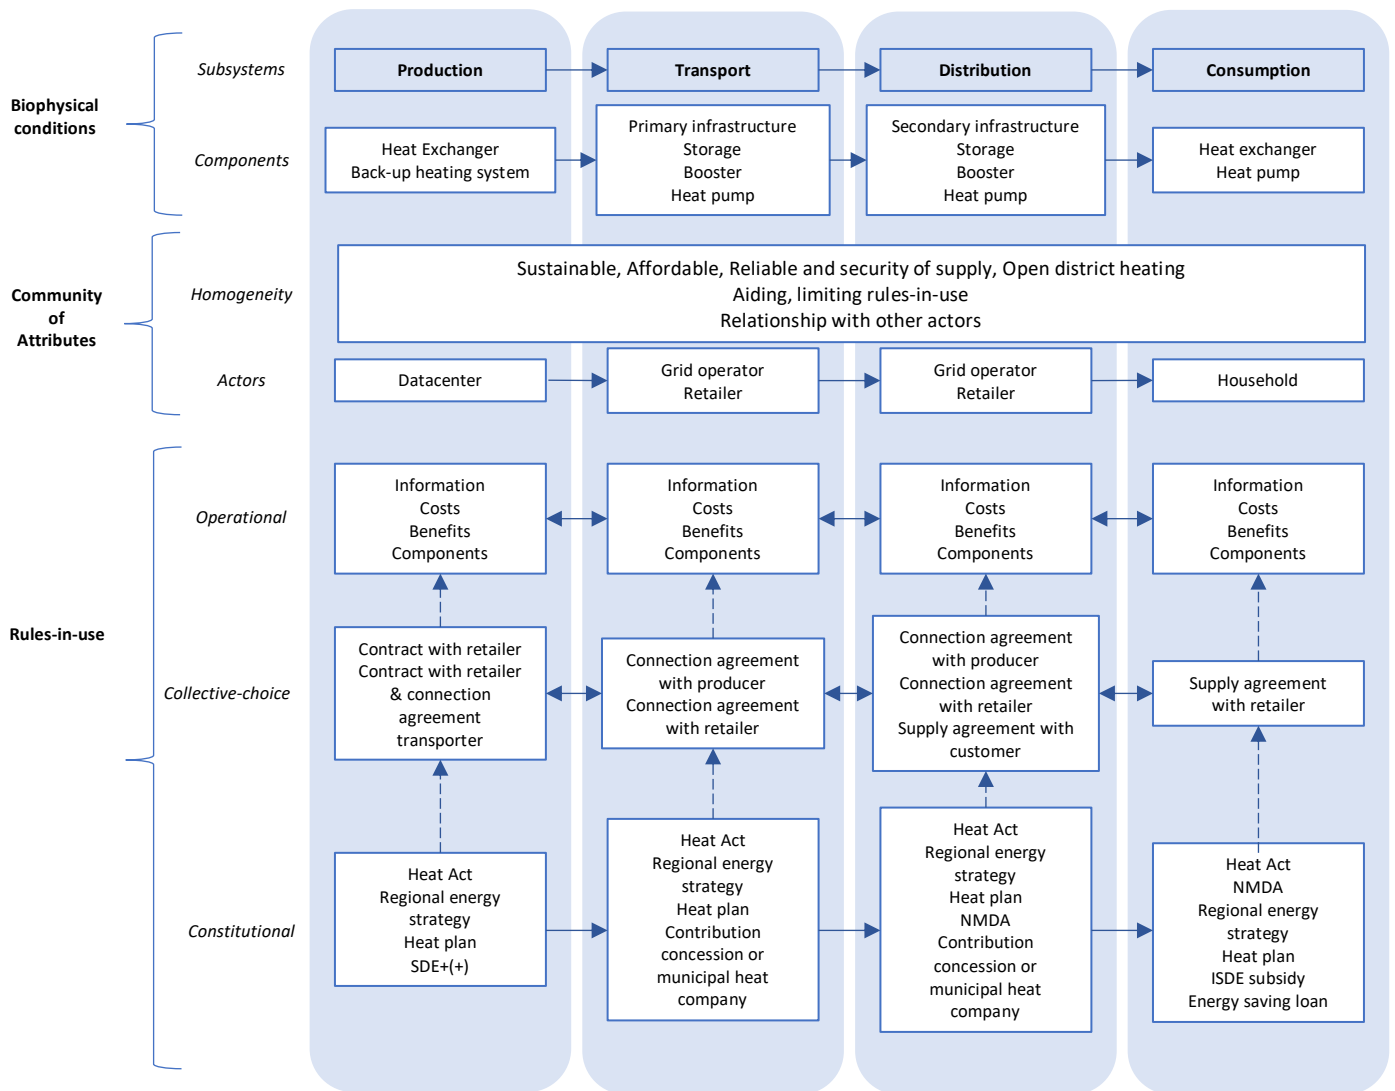 Biophysical
conditions
Subsystems
Production
Transport
Distribution
Consumption
Components
Heat Exchanger
Back-up heating system
Primary infrastructure
Storage
Booster
Heat pump
Secondary infrastructure
Storage
Booster
Heat pump
Heat exchanger
Heat pump
Community
of
Attributes
Homogeneity
Sustainable, Affordable, Reliable and security of supply, Open district heating
Aiding, limiting rules-in-use
Relationship with other actors
Actors
Datacenter
Grid operator
Retailer
Grid operator
Retailer
Household
Rules-in-use
Operational
Information
Costs
Benefits
Components
Information
Costs
Benefits
Components
Information
Costs
Benefits
Components
Information
Costs
Benefits
Components
Collective-choice
Contract with retailer
Contract with retailer
& connection
agreement
transporter
Connection agreement
with producer
Connection agreement
with retailer
Connection agreement
with producer
Connection agreement
with retailer
Supply agreement with
customer
Supply agreement
with retailer
Constitutional
Heat Act
Regional energy
strategy
Heat plan
SDE+(+)
Heat Act
Regional energy
strategy
Heat plan
Contribution
concession or
municipal heat
company
Heat Act
Regional energy
strategy
Heat plan
NMDA
Contribution
concession or
municipal heat
company
Heat Act
NMDA
Regional energy
strategy
Heat plan
ISDE subsidy
Energy saving loan